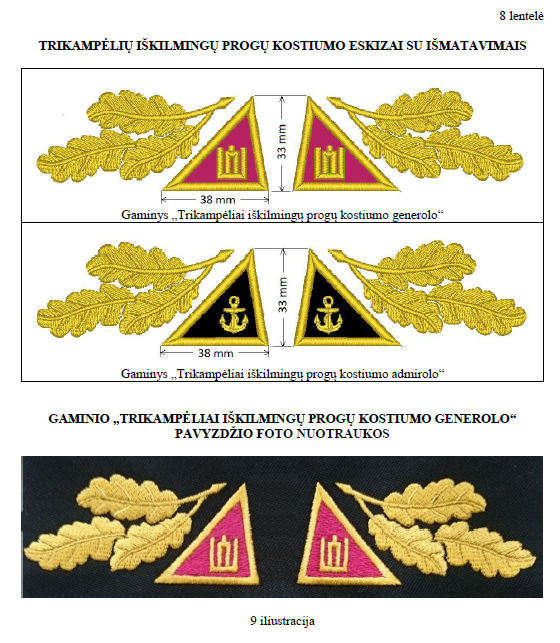 8 lentelė
TRIKAMPĖLIŲ IŠKILMINGŲ PROGŲ KOSTIUMO ESKIZAI SU IŠMATAVIMAIS
33 mm
38 mm
Gaminys „Trikampėliai iškilmingų progų kostiumo generolo“
33 mm
38 mm
Gaminys „Trikampėliai iškilmingų progų kostiumo admirolo“
GAMINIO „TRIKAMPĖLIAI IŠKILMINGŲ PROGŲ KOSTIUMO GENEROLO“
PAVYZDŽIO FOTO NUOTRAUKOS
9 iliustracija